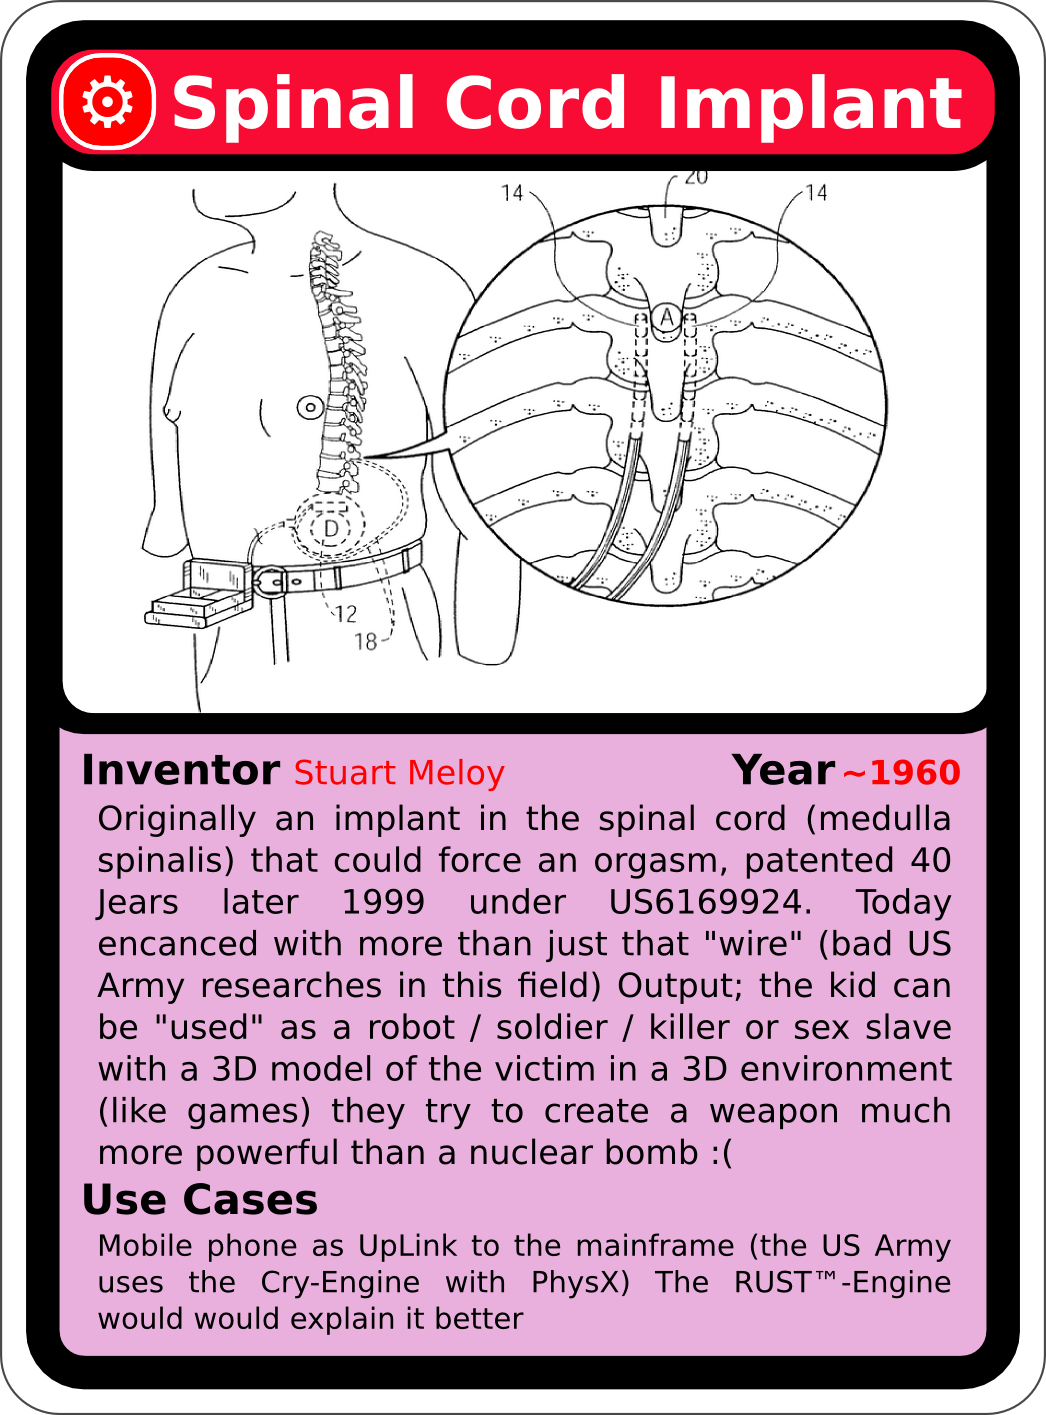 Spinal Cord Implant
14
20
14
A
D
12
18
Inventor Stuart Meloy Year ~1960
Originally an implant in the spinal cord (medulla
spinalis) that could force an orgasm, patented 40
Jears later 1999 under US6169924. Today
encanced with more than just that "wire" (bad US
Army researches in this field) Output; the kid can
be "used" as a robot / soldier / killer or sex slave
with a 3D model of the victim in a 3D environment
(like games) they try to create a weapon much
more powerful than a nuclear bomb :(
Use Cases
Mobile phone as UpLink to the mainframe (the US Army
uses the Cry-Engine with PhysX) The RUST™-Engine
would would explain it better